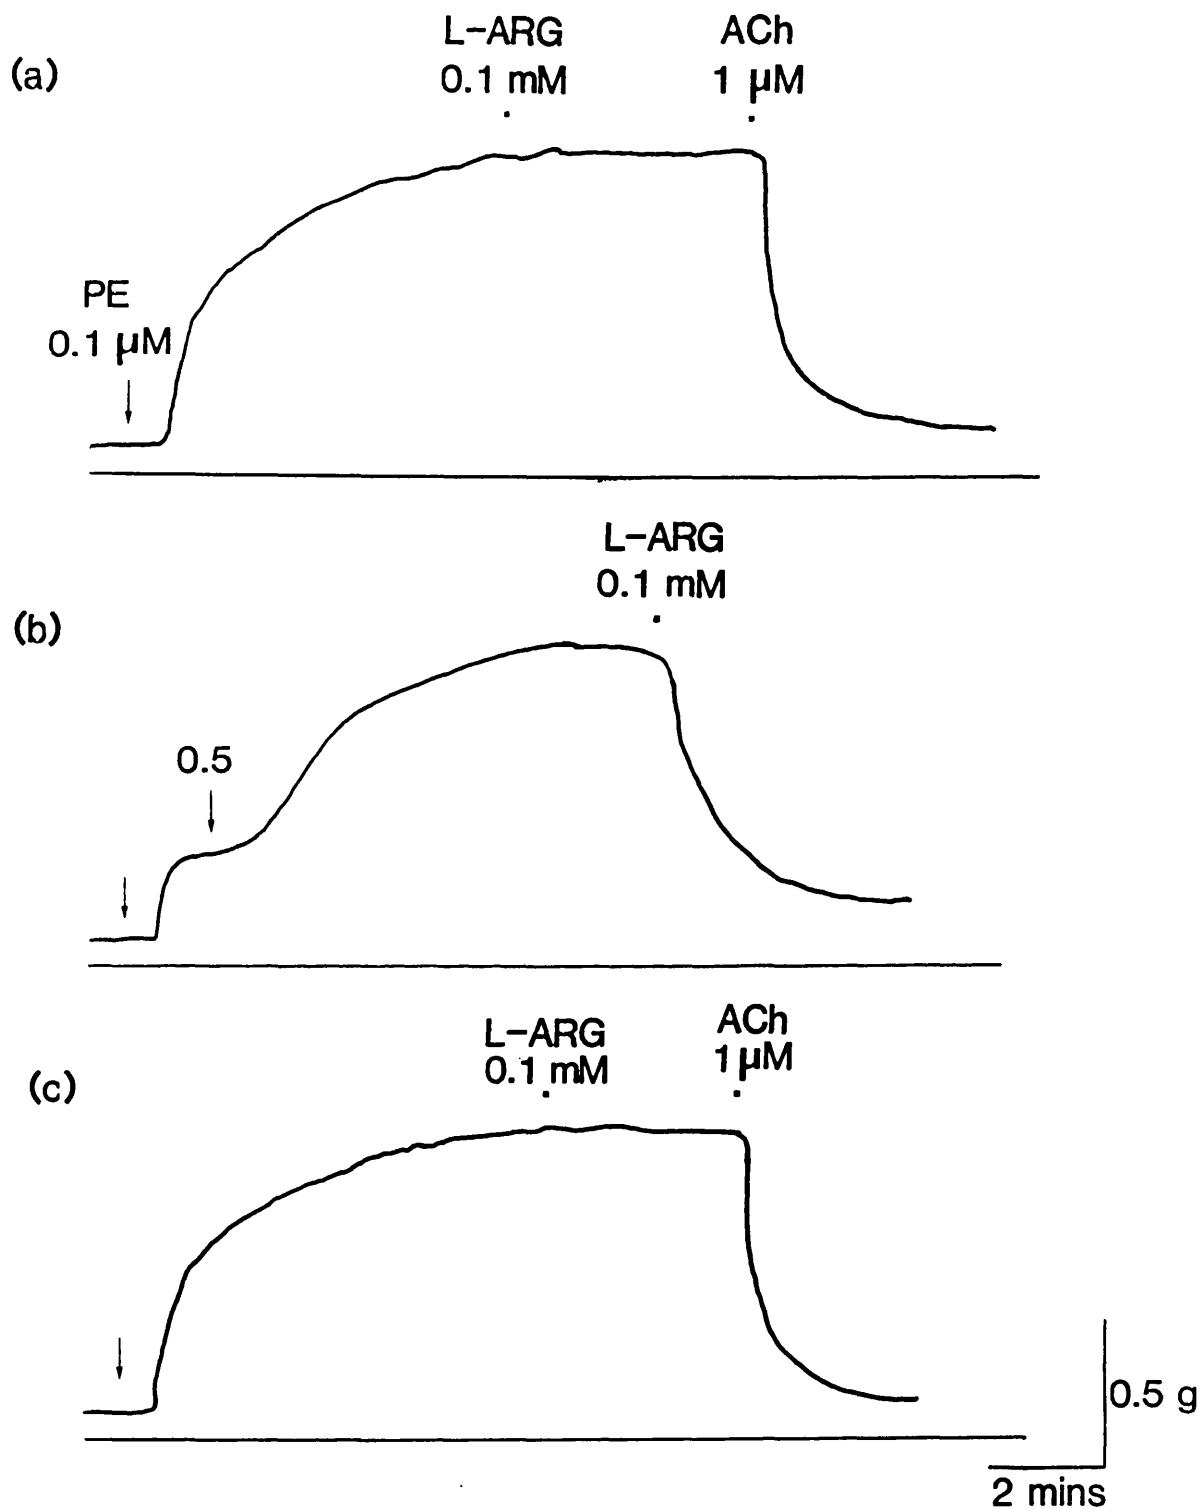 (a)
L-ARG
0.1 mM
ACh
1 µM
PE
0.1 µM
(b)
L-ARG
0.1 mM
0.5
(c)
L-ARG
0.1 mM
ACh
1 µM
0.5 g
2 mins